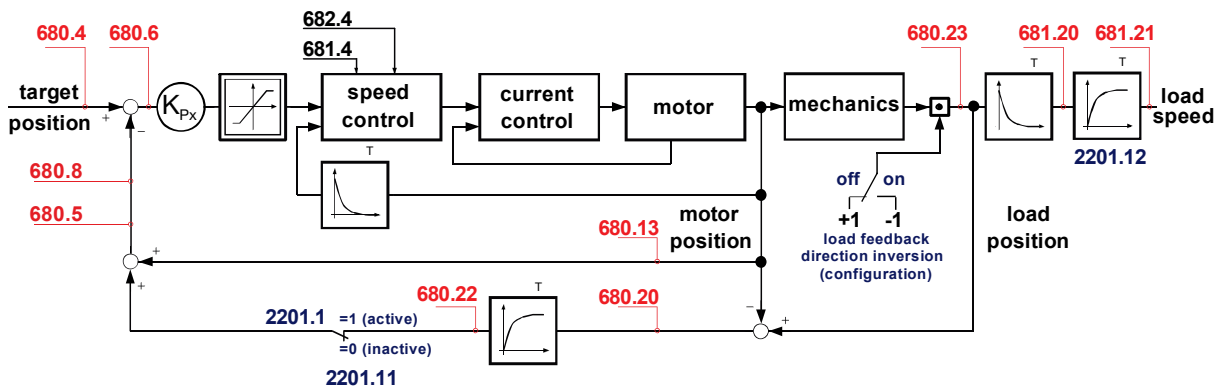 682.4
680.4 680.6 681.4 680.23 681.20 681.21
T T
target
position
+
−
KPx
speed
control
current
control
motor
mechanics
load
speed
2201.12
T
off on
+1 -1
load feedback
direction inversion
(configuration)
680.8
680.5
680.13
motor
position
load
position
+
+
680.22
T
680.20
−
+
2201.1 =1 (active)
=0 (inactive)
2201.11